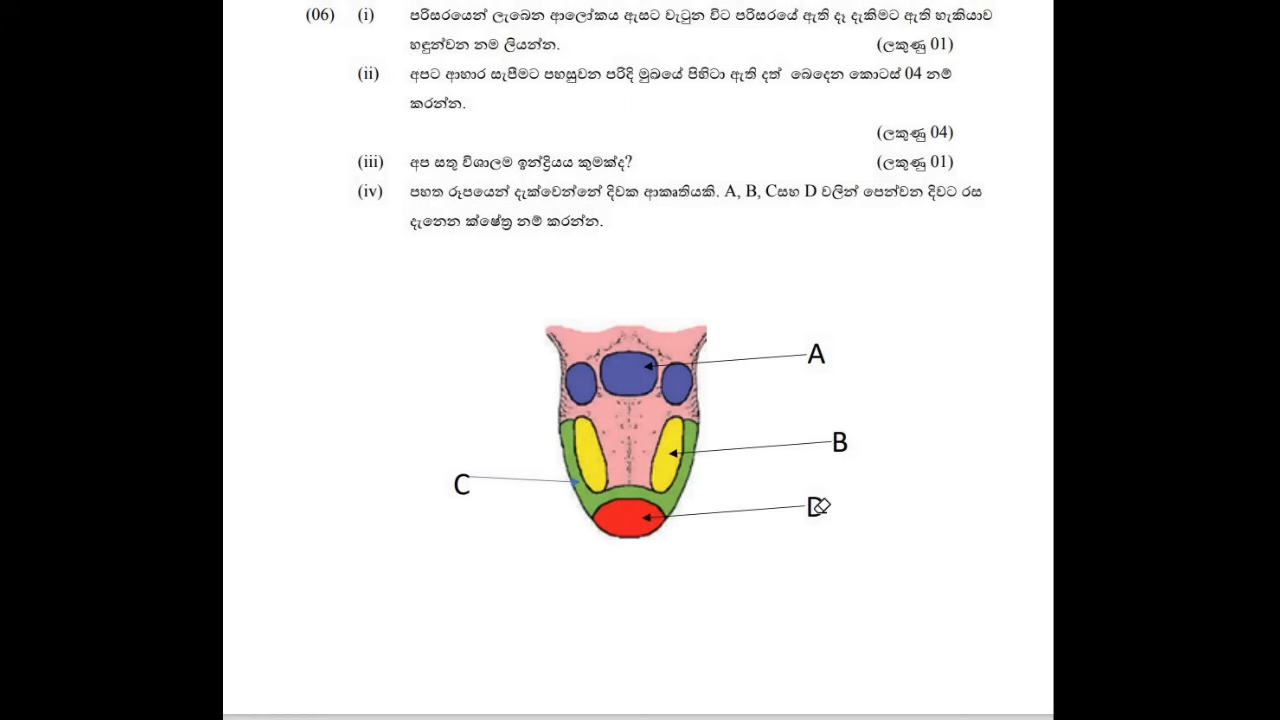 (06) (i) පරිසරයෙන් ලැබෙන ආලෝකය ඇසට වැටුන විට පරිසරයේ ඇති දෑ දැකීමට ඇති හැකියාව
හඳුන්වන නම ලියන්න. (ලකුණු 01)
(ii) අපට ආහාර සැපීමට පහසුවන පරිදි මුඛයේ පිහිටා ඇති දත් බෙදෙන කොටස් 04 නම්
කරන්න.
(ලකුණු 04)
(iii) අප සතු විශාලම ඉන්ද්‍රියය කුමක්ද? (ලකුණු 01)
(iv) පහත රූපයෙන් දැක්වෙන්නේ දිවක ආකෘතියකි. A, B, Cසහ D වලින් පෙන්වන දිවට රස
දැනෙන ක්ෂේත්‍ර නම් කරන්න.
A
B
C
D